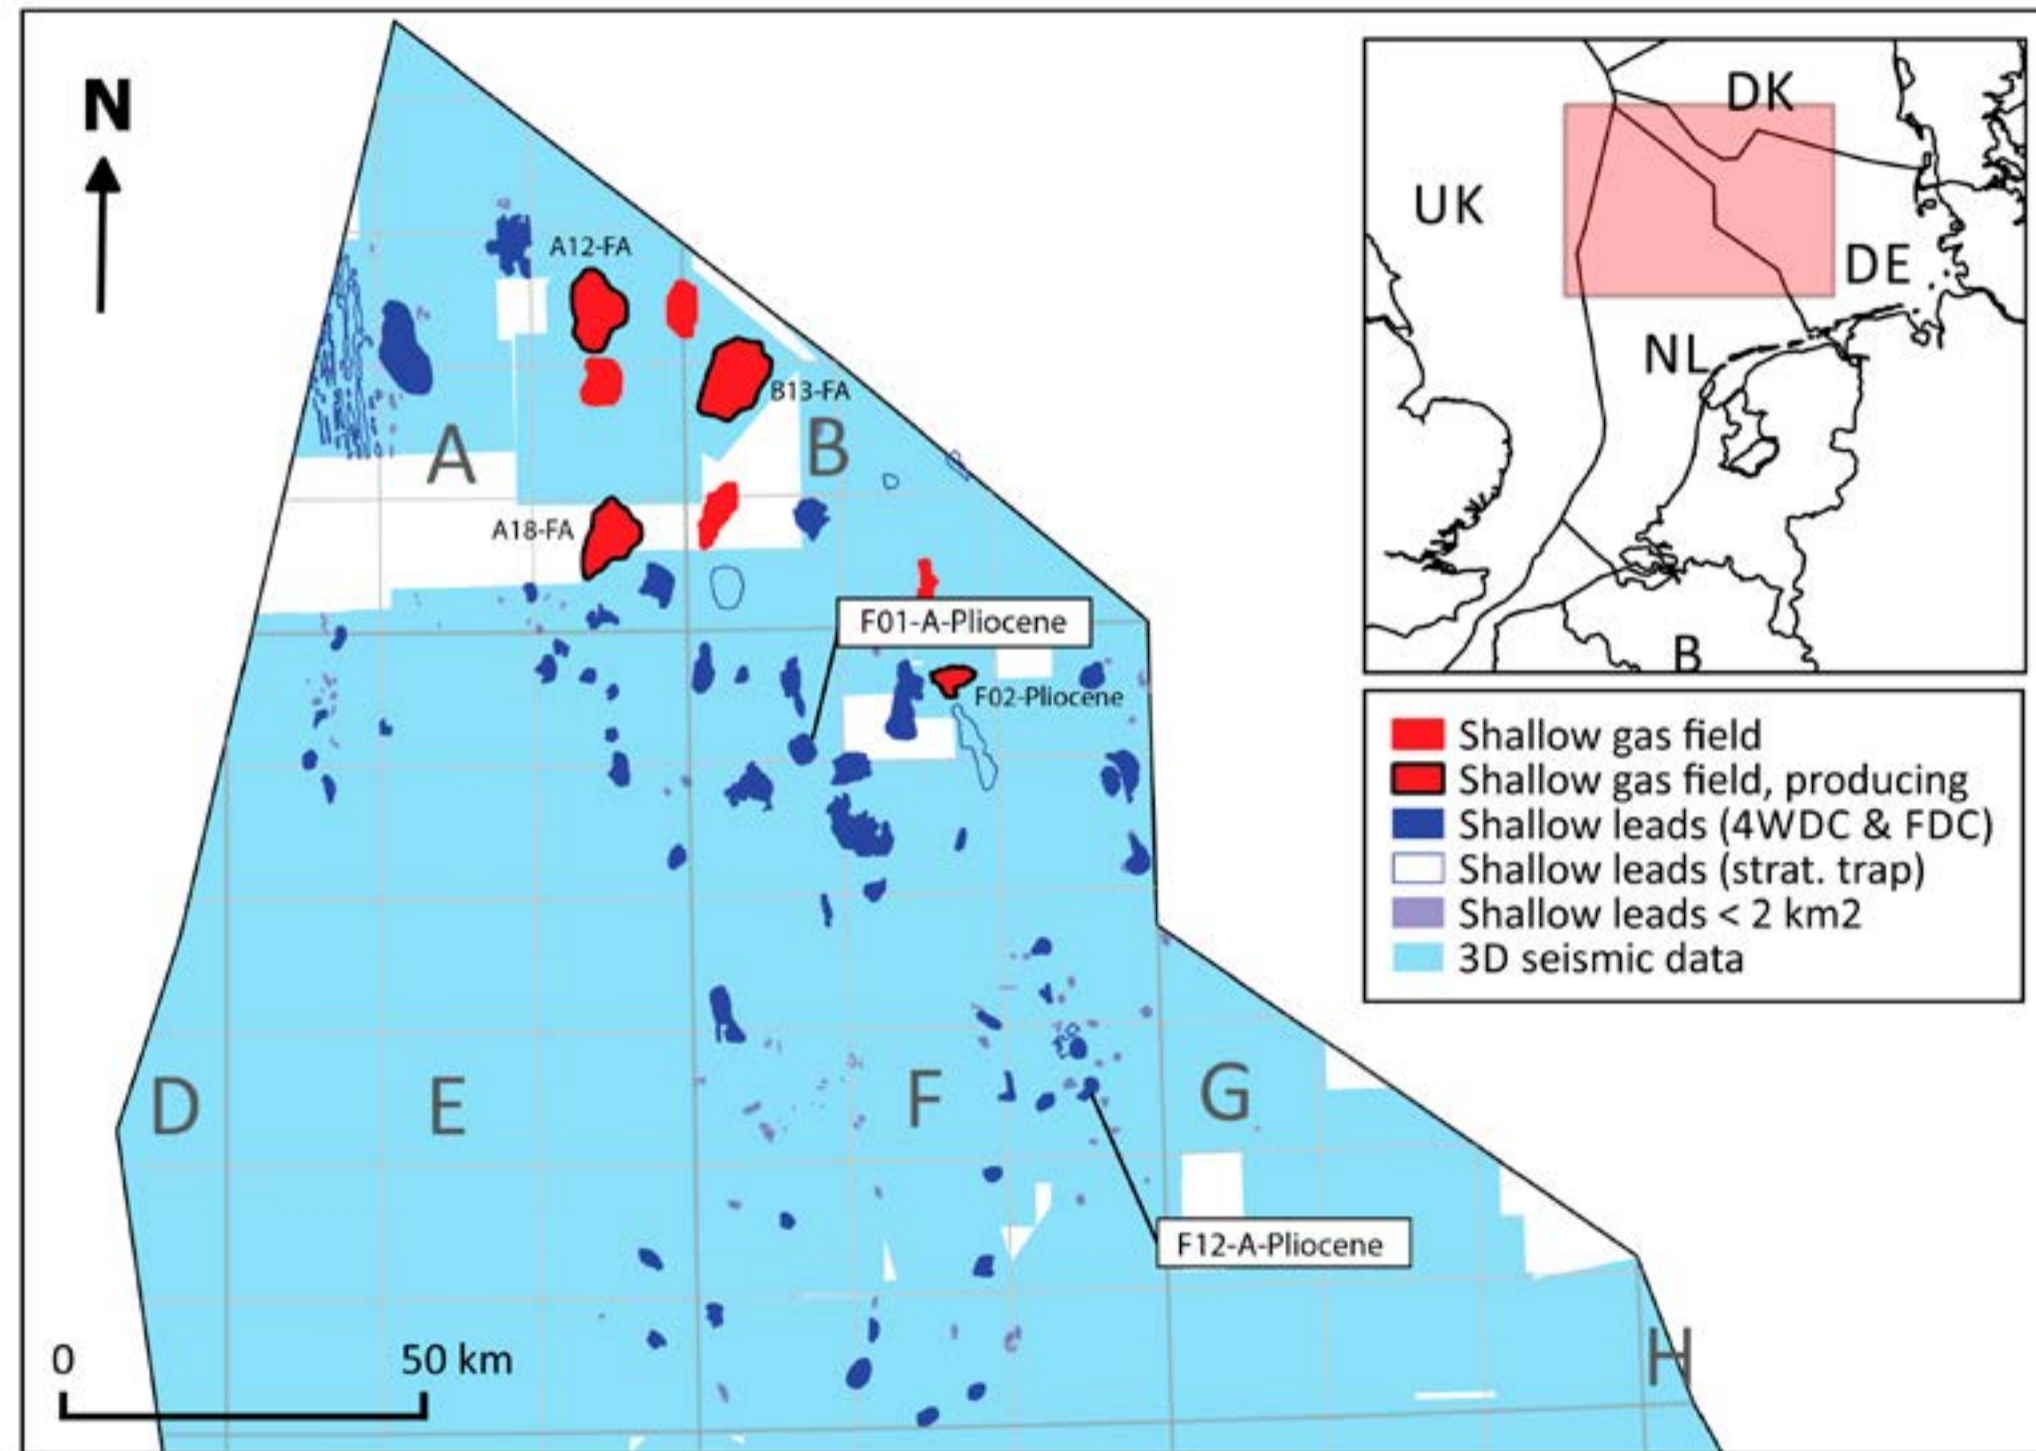 N
A12-FA
B13-FA
A
B
A18-FA
F01-A-Pliocene
F02-Pliocene
D
E
F
G
F12-A-Pliocene
H
0
50 km
DK
UK
DE
NL
B
Shallow gas field
Shallow gas field, producing
Shallow leads (4WDC & FDC)
Shallow leads (strat. trap)
Shallow leads < 2 km2
3D seismic data